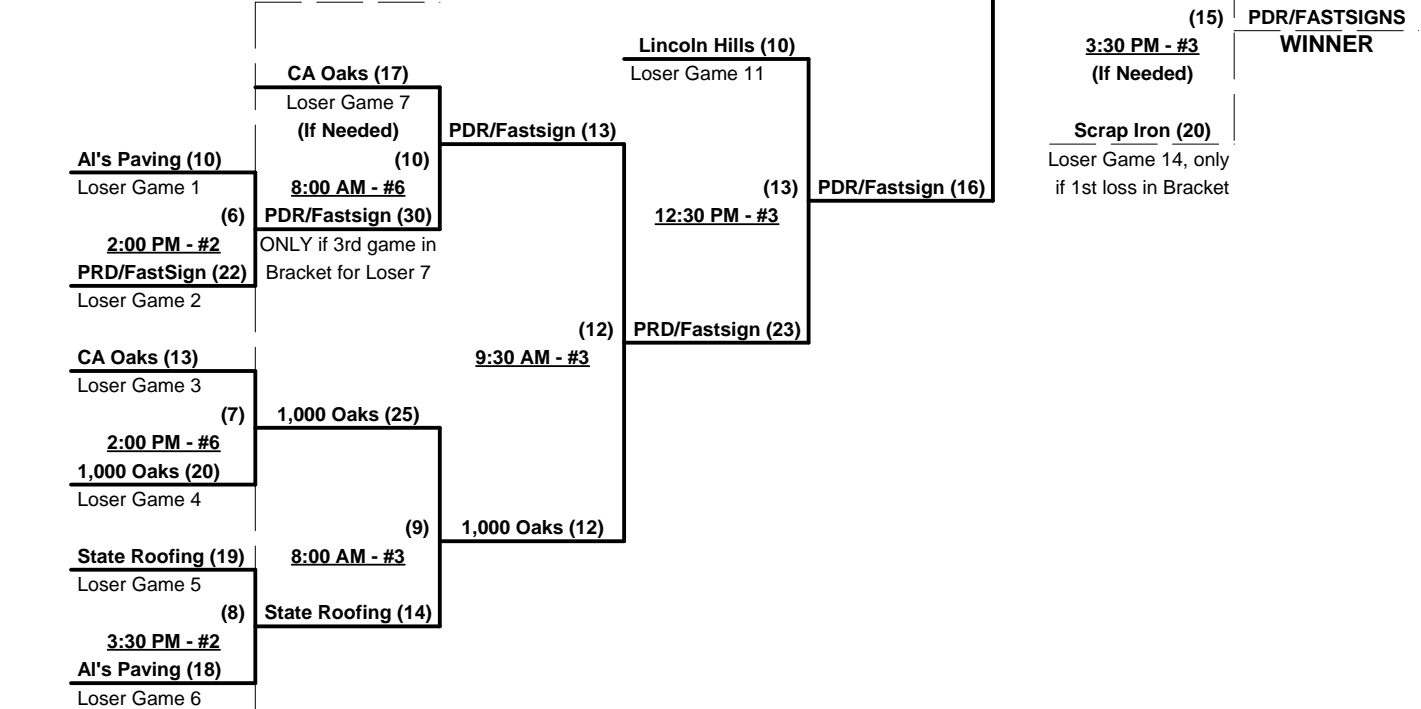 (15) PDR/FASTSIGNS
Lincoln Hills (10) 3:30 PM - #3 WINNER
CA Oaks (17) Loser Game 11 (If Needed)
Loser Game 7
(If Needed) PDR/Fastsign (13) Scrap Iron (20)
Al's Paving (10) (10) Loser Game 14, only
Loser Game 1 8:00 AM - #6 (13) PDR/Fastsign (16) if 1st loss in Bracket
(6) PDR/Fastsign (30) 12:30 PM - #3
2:00 PM - #2 ONLY if 3rd game in
PRD/FastSign (22) Bracket for Loser 7
Loser Game 2
(12) PRD/Fastsign (23)
CA Oaks (13) 9:30 AM - #3
Loser Game 3
(7) 1,000 Oaks (25)
2:00 PM - #6
1,000 Oaks (20)
Loser Game 4
(9) 1,000 Oaks (12)
State Roofing (19) 8:00 AM - #3
Loser Game 5
(8) State Roofing (14)
3:30 PM - #2
Al's Paving (18)
Loser Game 6